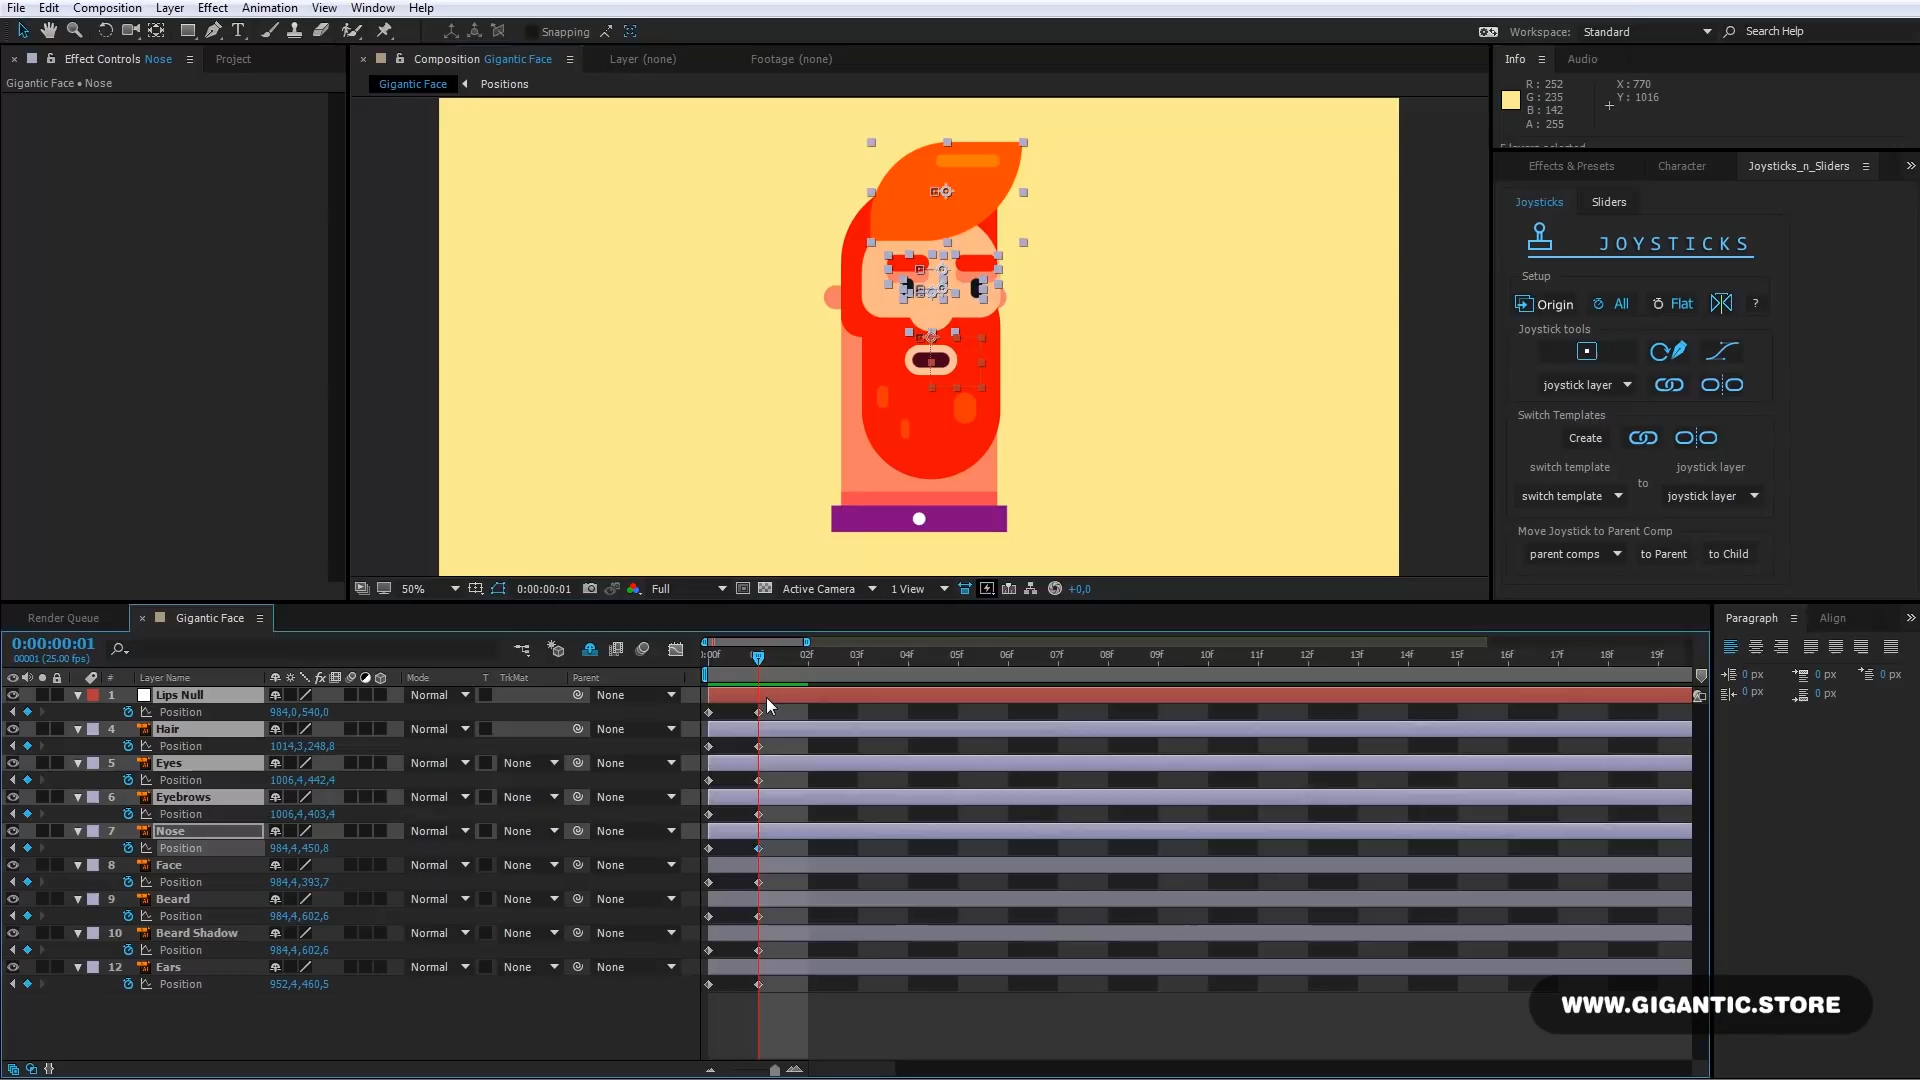 File Edit Composition Layer Effect Animation View Window Help
Snapping Workspace: Standard Search Help
Effect Controls Nose Project
Gigantic Face • Nose
Composition Gigantic Face Layer (none) Footage (none)
Gigantic Face Positions
Info Audio
R: 252 X: 770
G: 235 Y: 1016
B: 142
A: 255
Effects & Presets Character Joysticks_n_Sliders
Joysticks Sliders
JOYSTICKS
Setup
Origin All Flat ?
Joystick tools
joystick layer
Switch Templates
Create
switch template joystick layer
to
switch template joystick layer
Move Joystick to Parent Comp
parent comps to Parent to Child
50% 0:00:00:01 Full Active Camera 1 View +0,0
Render Queue Gigantic Face
Paragraph Align
0:00:00:01
00001 (25.00 fps)
02f 03f 04f 05f 06f 07f 08f 09f 10f 11f 12f 13f 14f 15f 16f 17f 18f 19f
# Layer Name Mode T TrkMat Parent
1 Lips Null Normal None
Position 984,0,540,0
4 Hair Normal None
Position 1014,3,248,8
5 Eyes Normal None None
Position 1006,4,442,4
6 Eyebrows Normal None None
Position 1006,4,403,4
7 Nose Normal None None
Position 984,4,450,8
8 Face Normal None None
Position 984,4,393,7
9 Beard Normal None None
Position 984,4,602,6
10 Beard Shadow Normal None None
Position 984,4,602,6
12 Ears Normal None None
Position 952,4,460,5
0 px 0 px 0 px
0 px 0 px
WWW.GIGANTIC.STORE